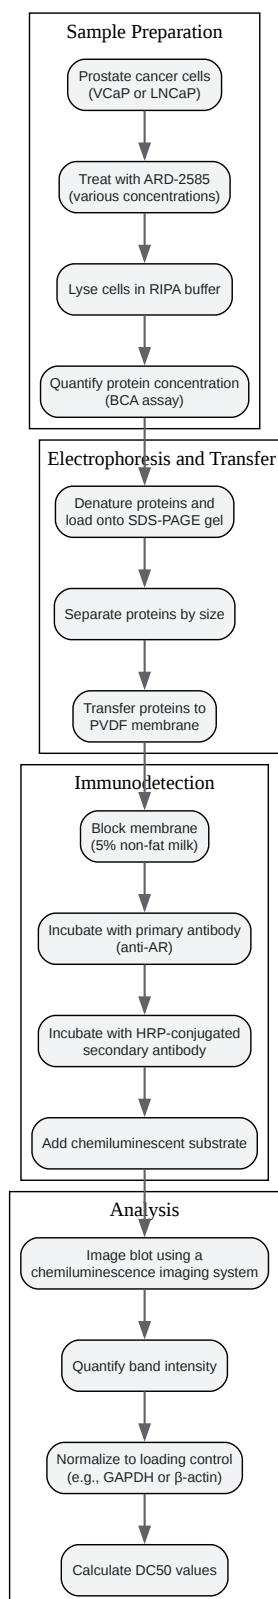 Sample Preparation
Prostate cancer cells
(VCaP or LNCaP)
Treat with ARD-2585
(various concentrations)
Lyse cells in RIPA buffer
Quantify protein concentration
(BCA assay)
Electrophoresis and Transfer
Denature proteins and
load onto SDS-PAGE gel
Separate proteins by size
Transfer proteins to
PVDF membrane
Immunodetection
Block membrane
(5% non-fat milk)
Incubate with primary antibody
(anti-AR)
Incubate with HRP-conjugated
secondary antibody
Add chemiluminescent substrate
Analysis
Image blot using a
chemiluminescence imaging system
Quantify band intensity
Normalize to loading control
(e.g., GAPDH or β-actin)
Calculate DC50 values